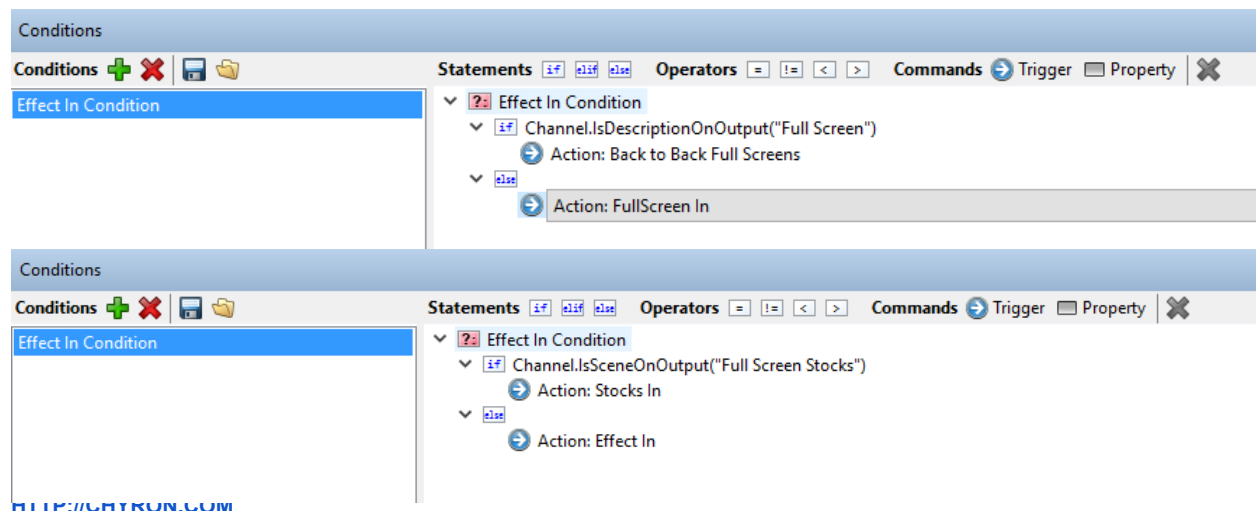 Conditions
Conditions Statements if elif else Operators = != < > Commands Trigger Property
Effect In Condition
?: Effect In Condition
if Channel.IsDescriptionOnOutput("Full Screen")
Action: Back to Back Full Screens
else
Action: FullScreen In
Conditions
Conditions Statements if elif else Operators = != < > Commands Trigger Property
Effect In Condition
?: Effect In Condition
if Channel.IsSceneOnOutput("Full Screen Stocks")
Action: Stocks In
else
Action: Effect In
HTTP://CHYRON.COM